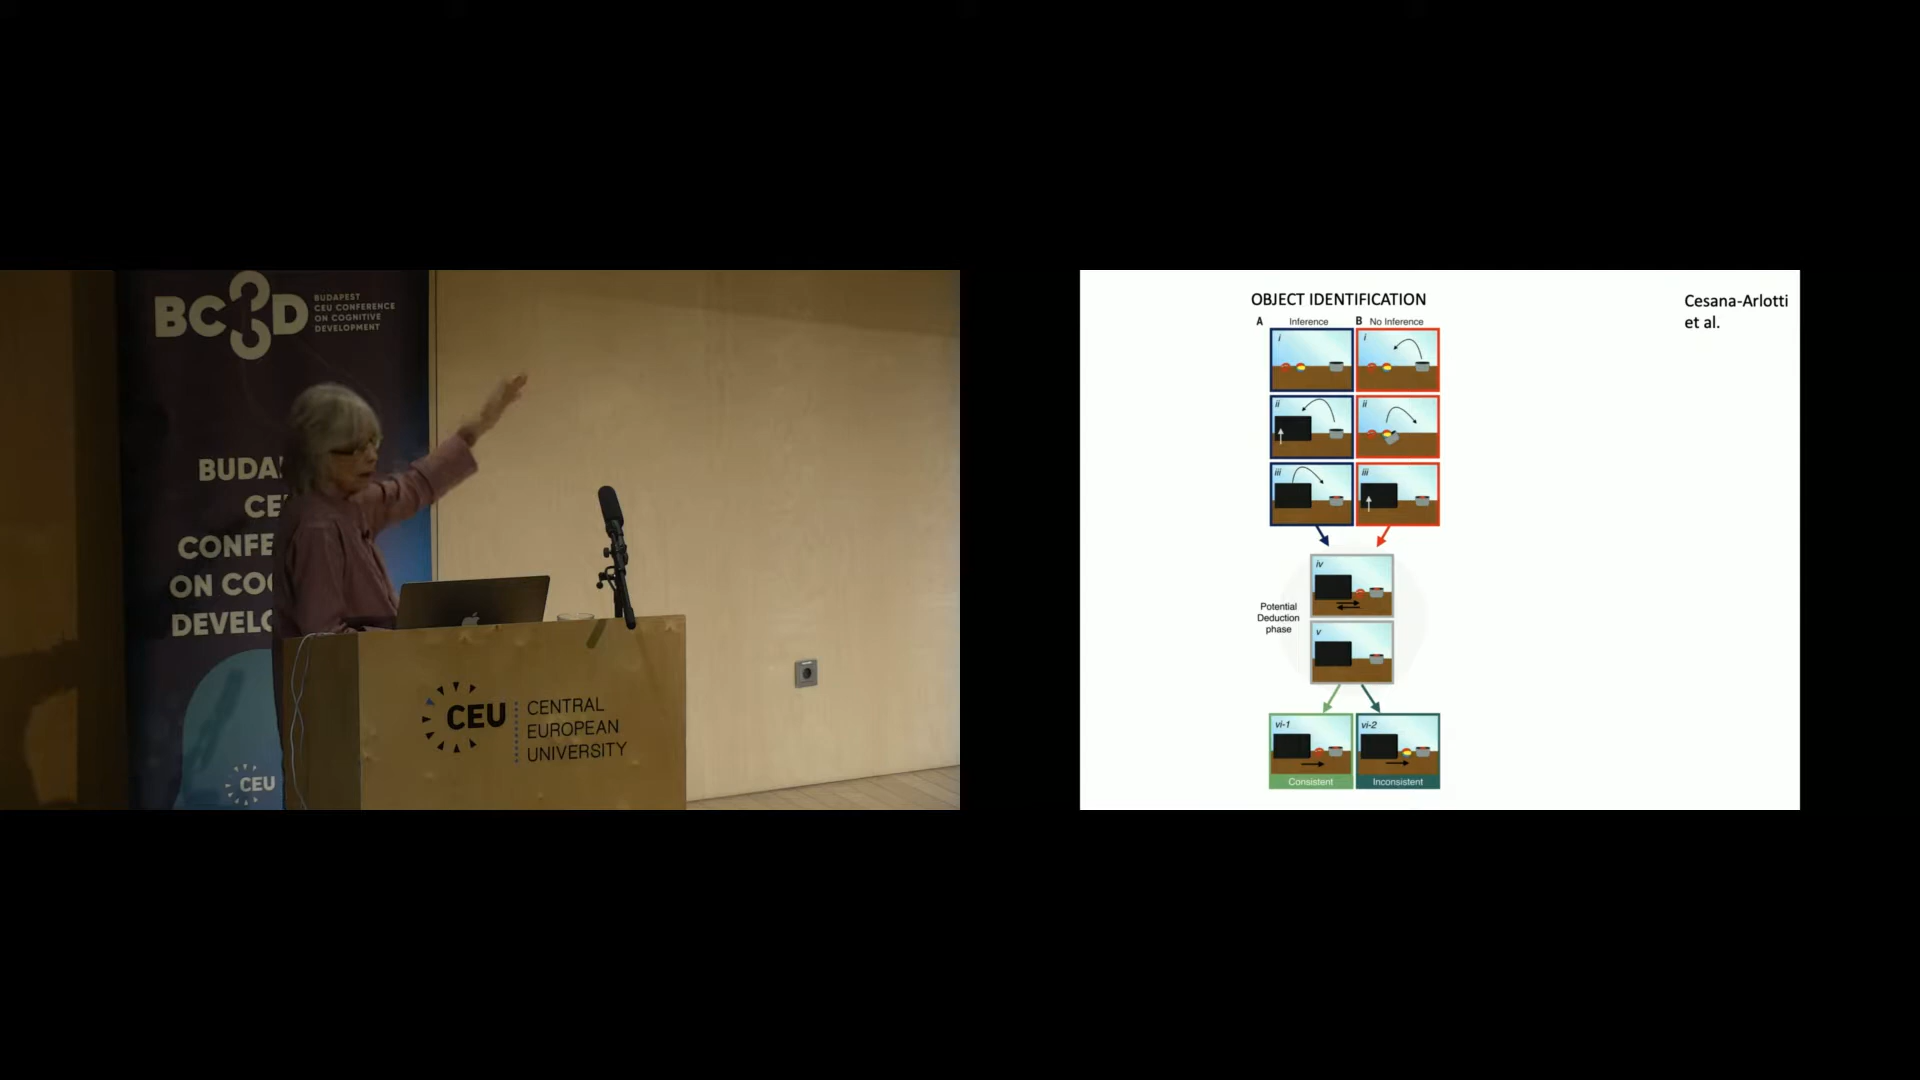 BC3D
BUDAPEST
CEU CONFERENCE
ON COGNITIVE
DEVELOPMENT
BUDA
CE
CONFE
ON CO
DEVEL
CEU
CEU
CENTRAL
EUROPEAN
UNIVERSITY
OBJECT IDENTIFICATION
Cesana-Arlotti
et al.
A Inference B No Inference
i i
ii ii
iii iii
iv
Potential
Deduction
phase
v
vi-1 vi-2
Consistent Inconsistent